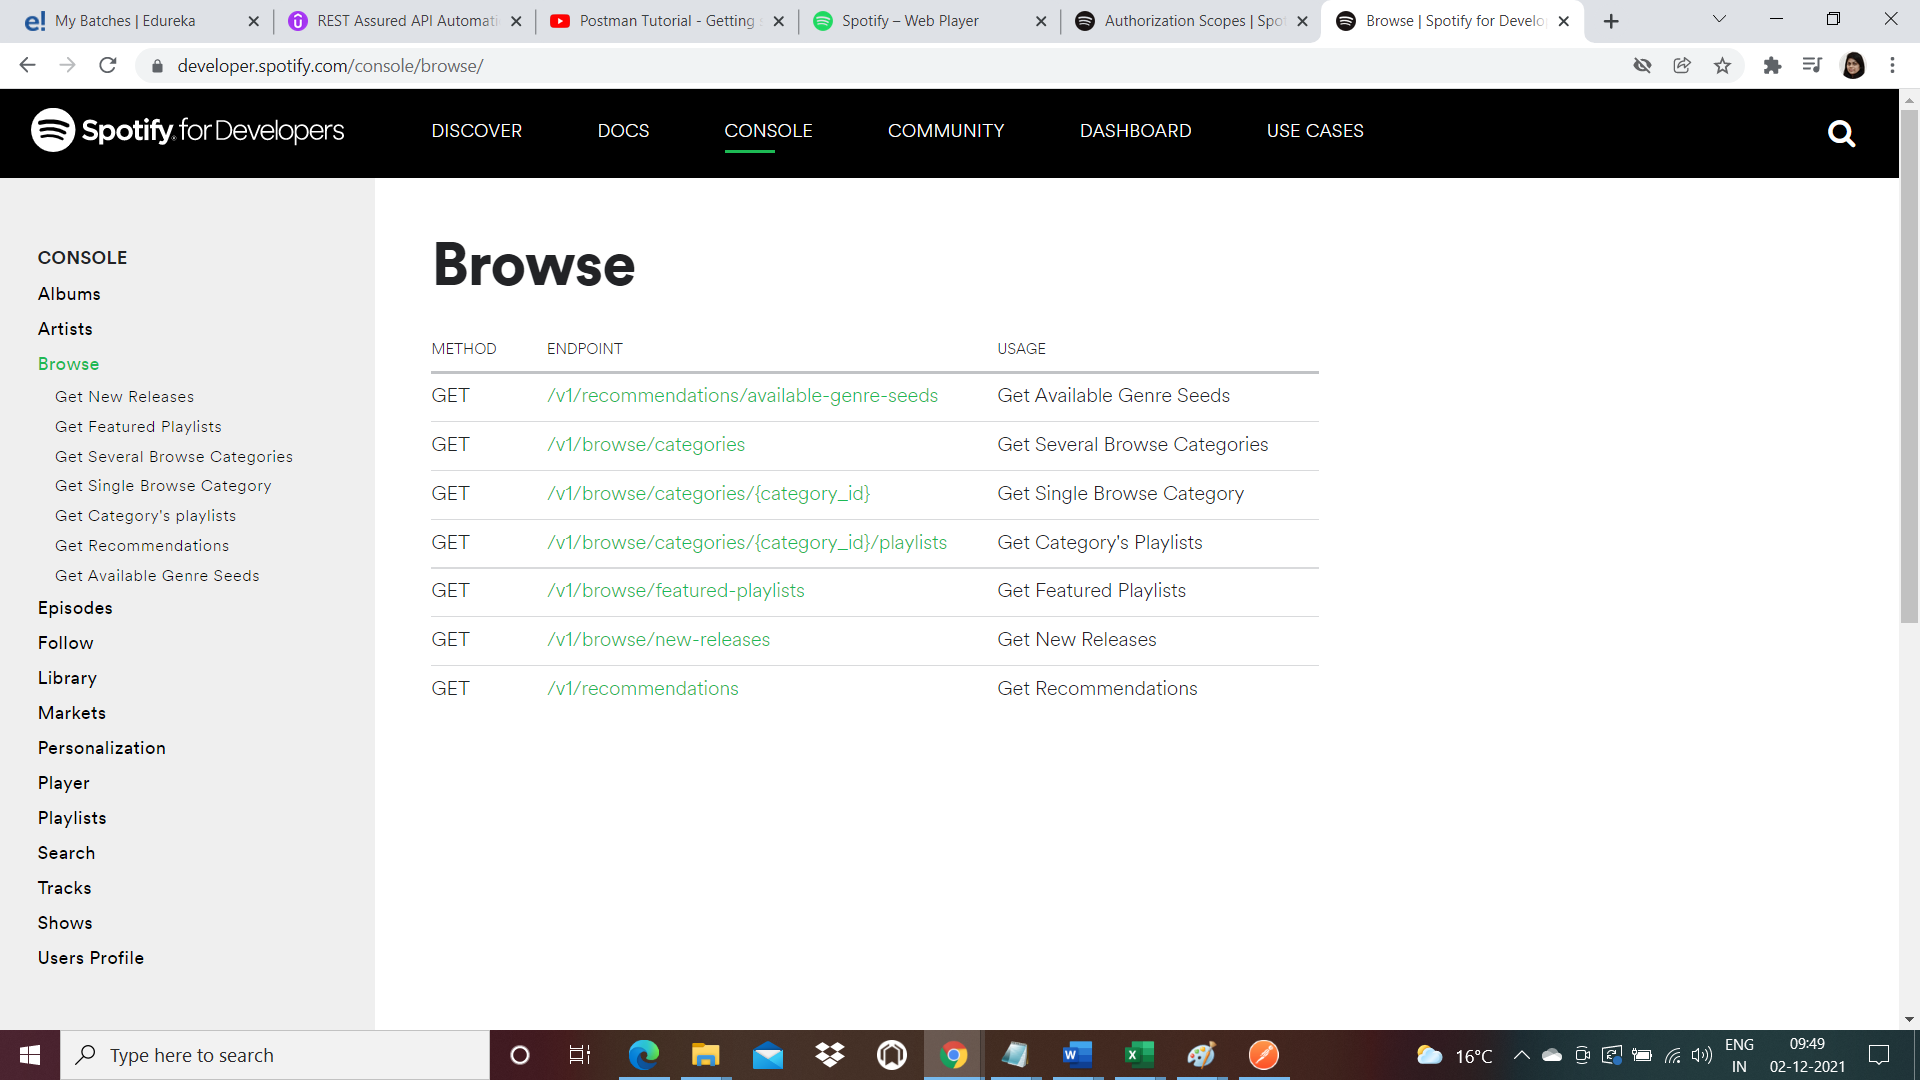 My Batches | Edureka
REST Assured API Automati
Postman Tutorial - Getting
Spotify – Web Player
Authorization Scopes | Spot
Browse | Spotify for Develo
developer.spotify.com/console/browse/
Spotify for Developers
DISCOVER
DOCS
CONSOLE
COMMUNITY
DASHBOARD
USE CASES
CONSOLE
Albums
Artists
Browse
Get New Releases
Get Featured Playlists
Get Several Browse Categories
Get Single Browse Category
Get Category's playlists
Get Recommendations
Get Available Genre Seeds
Episodes
Follow
Library
Markets
Personalization
Player
Playlists
Search
Tracks
Shows
Users Profile
Browse
METHOD ENDPOINT USAGE
GET /v1/recommendations/available-genre-seeds Get Available Genre Seeds
GET /v1/browse/categories Get Several Browse Categories
GET /v1/browse/categories/{category_id} Get Single Browse Category
GET /v1/browse/categories/{category_id}/playlists Get Category's Playlists
GET /v1/browse/featured-playlists Get Featured Playlists
GET /v1/browse/new-releases Get New Releases
GET /v1/recommendations Get Recommendations
Type here to search
16°C
ENG
IN
09:49
02-12-2021